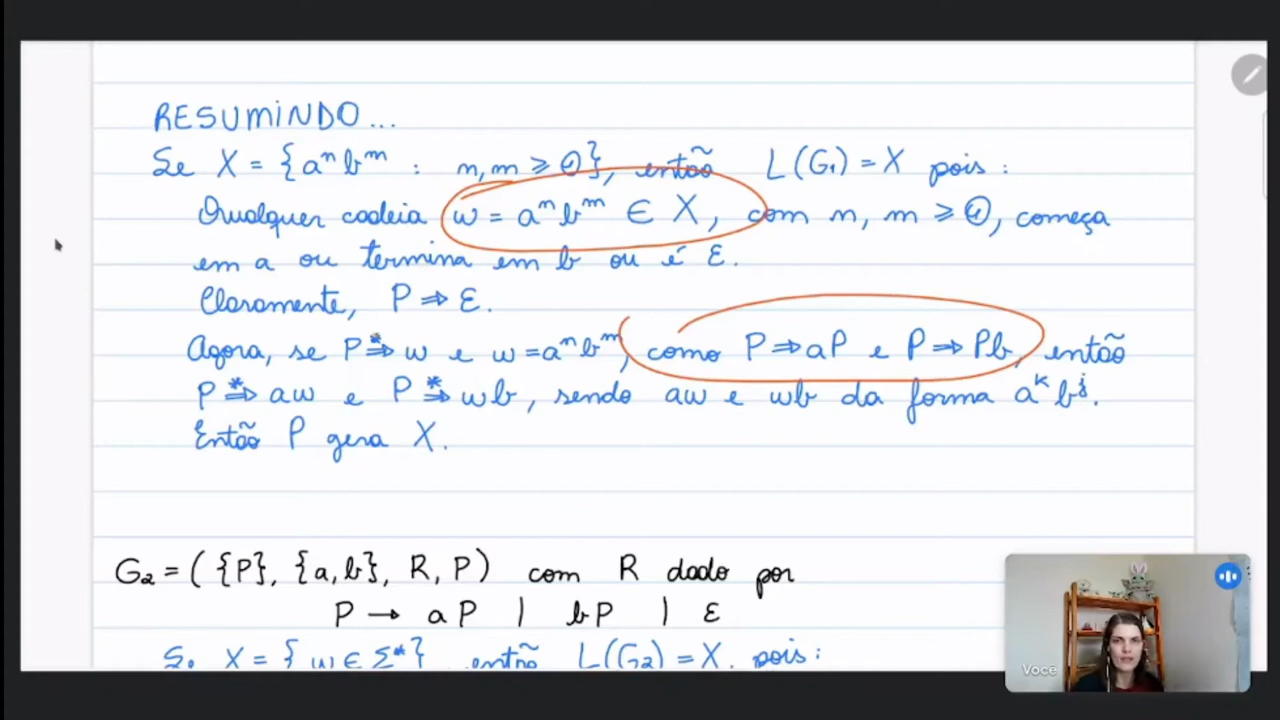 RESUMINDO...
Se X = {aⁿbᵐ : n, m ≥ 0}, então L(G₁) = X pois:
Qualquer cadeia w = aⁿbᵐ ∈ X, com n, m ≥ 0, começa
em a ou termina em b ou é ε.
Claramente, P ⇒ ε.
Agora, se P ⇒* w e w = aⁿbᵐ, como P ⇒ aP e P ⇒ Pb, então
P ⇒* aw e P ⇒* wb, sendo aw e wb da forma aᵏbʲ.
Então P gera X.
G₂ = ({P}, {a, b}, R, P) com R dado por
P → aP | bP | ε
Se X = {w ∈ Σ*} então L(G₂) = X, pois:
Você